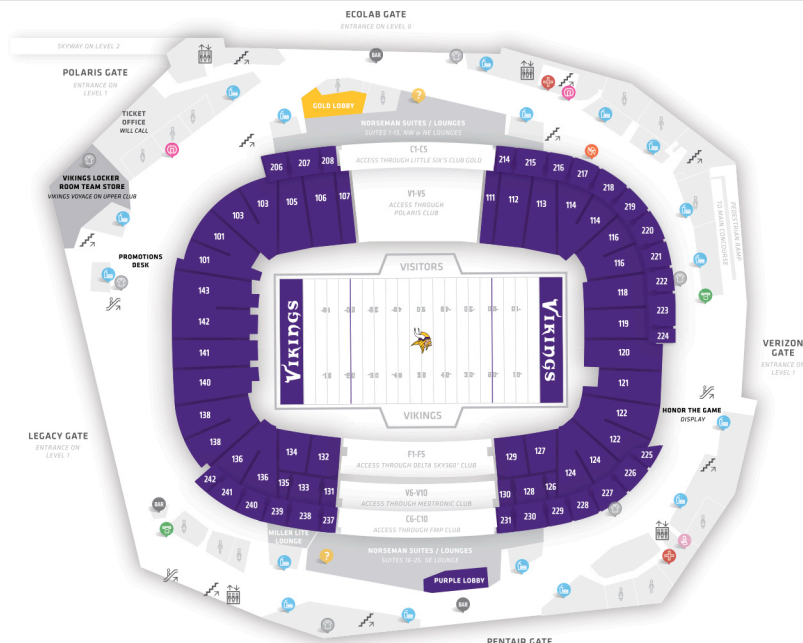 ECOLAB GATE
ENTRANCE ON LEVEL 0
SKYWAY ON LEVEL 2
BAR
POLARIS GATE
ENTRANCE ON
LEVEL 1
GOLD LOBBY
?
TICKET
OFFICE
WILL CALL
NORSEMAN SUITES / LOUNGES
SUITES 1-15, NW & NE LOUNGES
C1-C5
ACCESS THROUGH LITTLE SIX'S CLUB GOLD
206 207 208
214 215 216 217 218 219 220 221 222 223 224
VIKINGS LOCKER
ROOM TEAM STORE
VIKINGS VOYAGE ON UPPER CLUB
V1-V5
ACCESS THROUGH
POLARIS CLUB
101 101 103 103 105 106 107
111 112 113 114 114 116 116 118 119 120 121 122 122
PEDESTRIAN RAMP
TO MAIN CONCOURSE
PROMOTIONS
DESK
143
142
141
140
138
138
136
136
VISITORS
VIKINGS
VIKINGS
VIKINGS
VERIZON
GATE
ENTRANCE ON
LEVEL 1
HONOR THE GAME
DISPLAY
LEGACY GATE
ENTRANCE ON
LEVEL 1
134 132
135 133 131
F1-F5
ACCESS THROUGH DELTA SKY360° CLUB
129 127
130 128 126 124 124
V6-V10
ACCESS THROUGH MEDTRONIC CLUB
C6-C10
ACCESS THROUGH FMP CLUB
242 241 240 239 238 237
231 230 229 228 227 226 225
BAR
MILLER LITE
LOUNGE
?
NORSEMAN SUITES / LOUNGES
SUITES 16-25, SE LOUNGE
PURPLE LOBBY
BAR
PENTAIR GATE